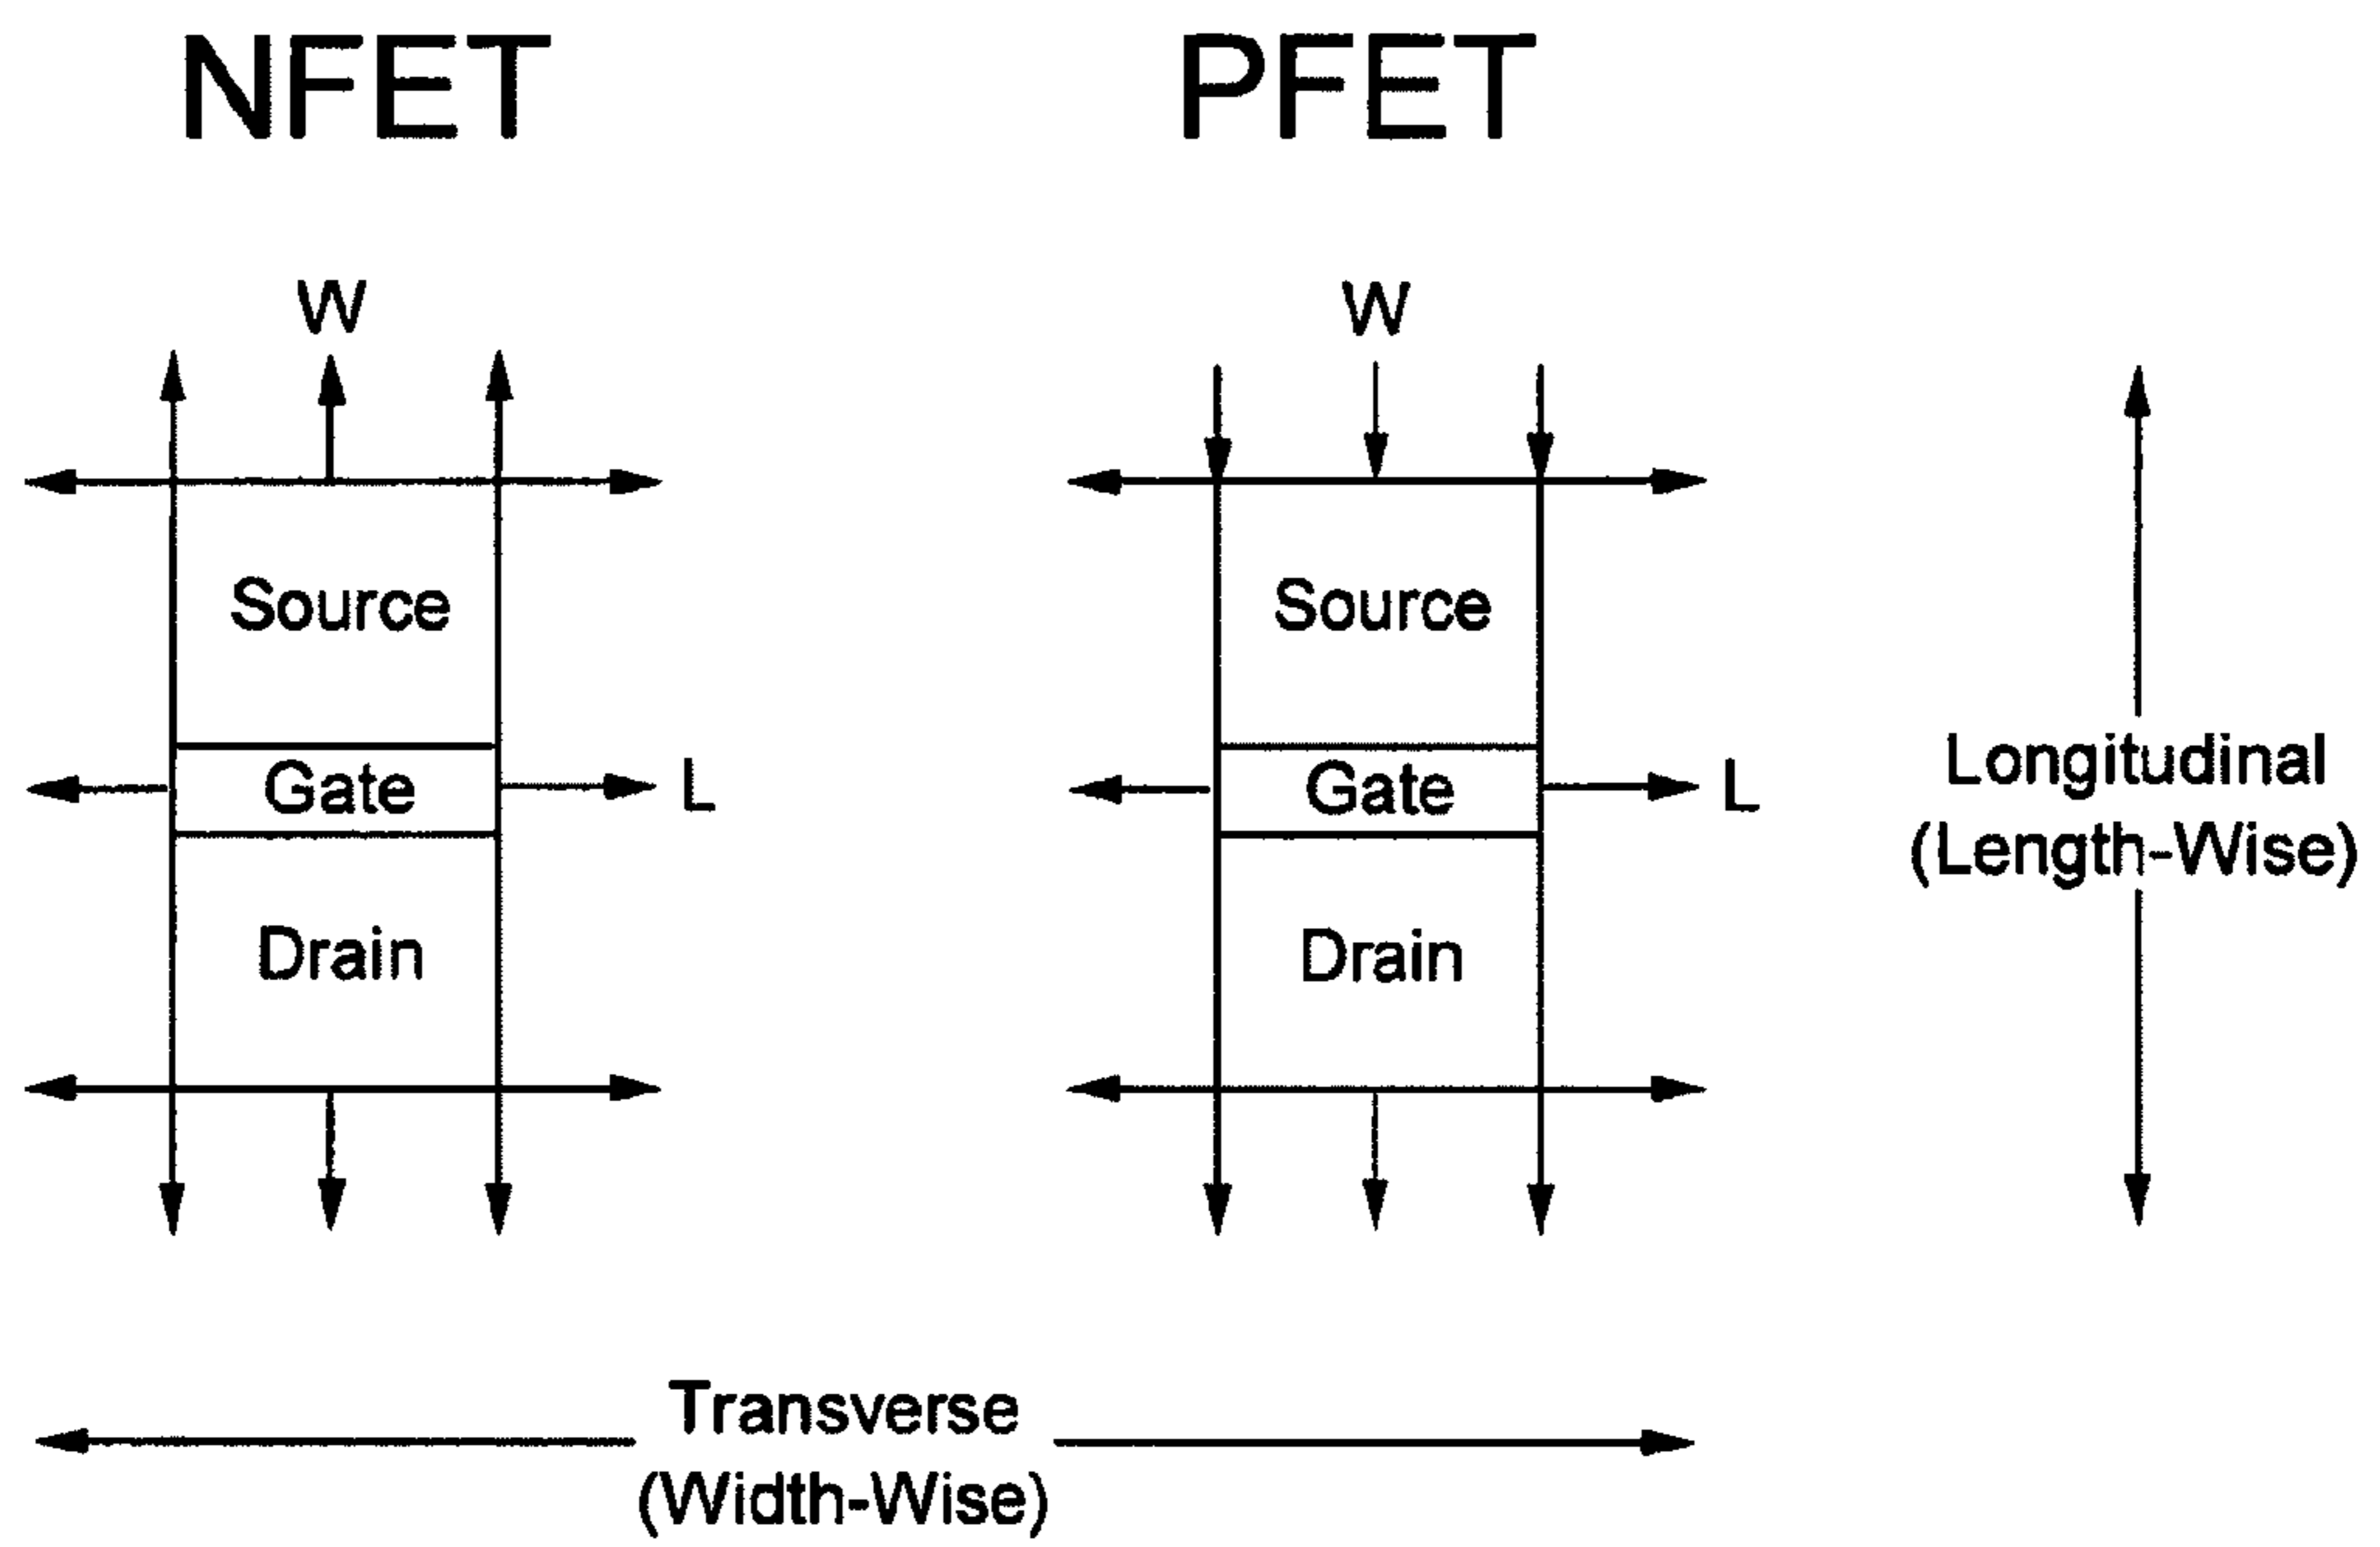 NFET
PFET
W
W
Source
Source
Gate
L
Gate
L
Longitudinal
(Length-Wise)
Drain
Drain
Transverse
(Width-Wise)